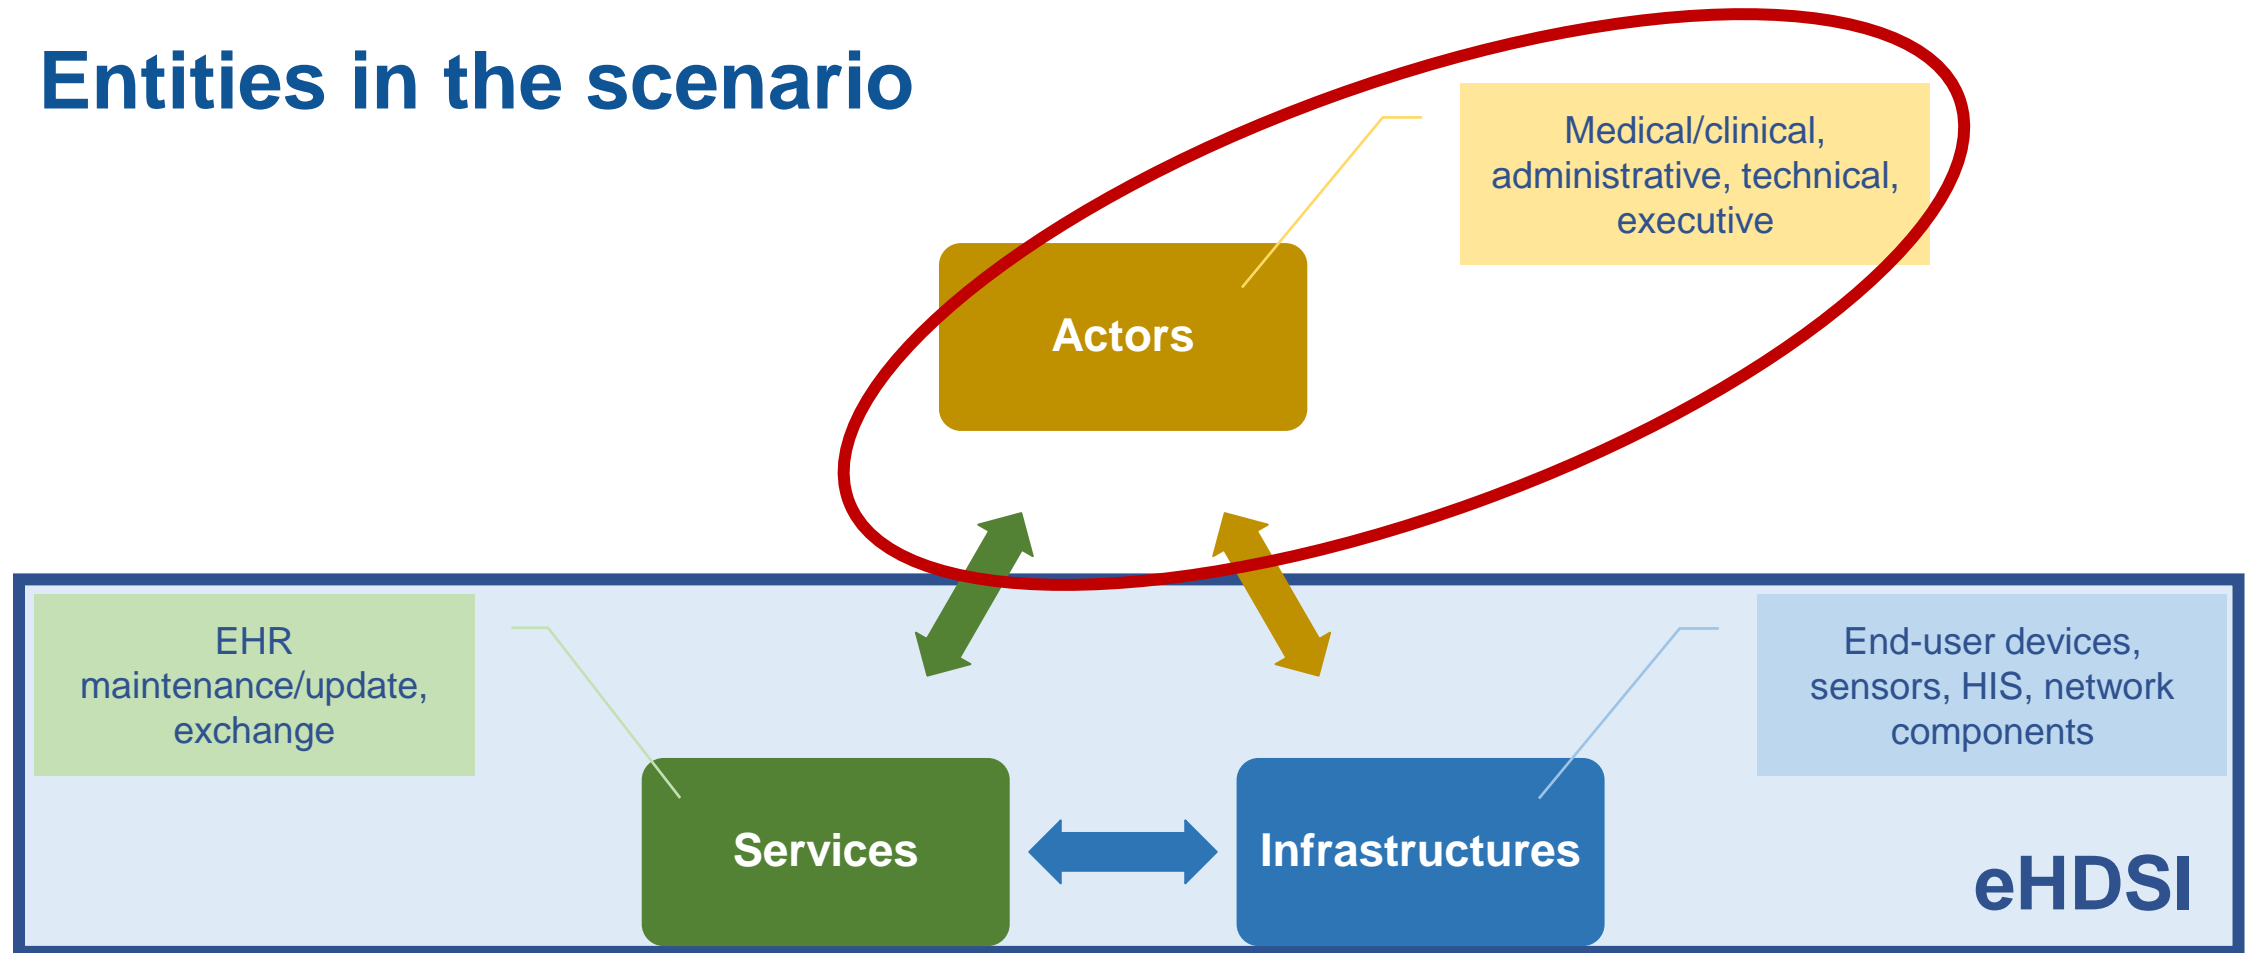 Entities in the scenario
Medical/clinical,
administrative, technical,
executive
Actors
EHR
maintenance/update,
exchange
End-user devices,
sensors, HIS, network
components
Services
Infrastructures
eHDSI